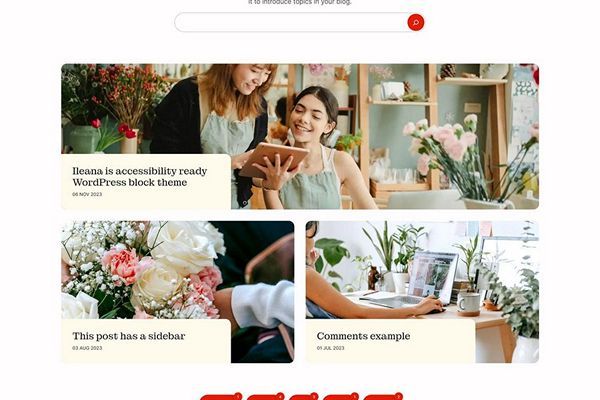 it to introduce topics in your blog.
Ileana is accessibility ready
WordPress block theme
06 NOV 2023
This post has a sidebar
03 AUG 2023
Comments example
01 JUL 2023